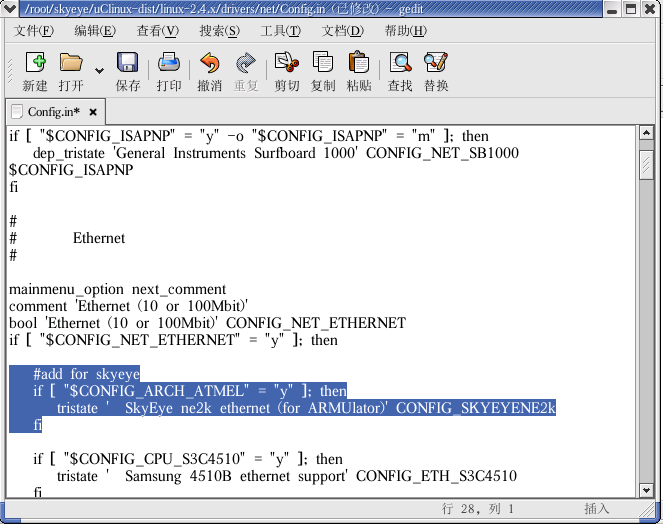 /root/skyeye/uClinux-dist/linux-2.4.x/drivers/net/Config.in (已修改) - gedit
文件(F) 编辑(E) 查看(V) 搜索(S) 工具(T) 文档(D) 帮助(H)
新建 打开 保存 打印 撤消 重复 剪切 复制 粘贴 查找 替换
Config.in*
if [ "$CONFIG_ISAPNP" = "y" -o "$CONFIG_ISAPNP" = "m" ]; then
dep_tristate 'General Instruments Surfboard 1000' CONFIG_NET_SB1000
$CONFIG_ISAPNP
fi
#
# Ethernet
#
mainmenu_option next_comment
comment 'Ethernet (10 or 100Mbit)'
bool 'Ethernet (10 or 100Mbit)' CONFIG_NET_ETHERNET
if [ "$CONFIG_NET_ETHERNET" = "y" ]; then
#add for skyeye
if [ "$CONFIG_ARCH_ATMEL" = "y" ]; then
tristate ' SkyEye ne2k ethernet (for ARMUlator)' CONFIG_SKYEYENE2k
fi
if [ "$CONFIG_CPU_S3C4510" = "y" ]; then
tristate ' Samsung 4510B ethernet support' CONFIG_ETH_S3C4510
fi
行 28, 列 1 插入